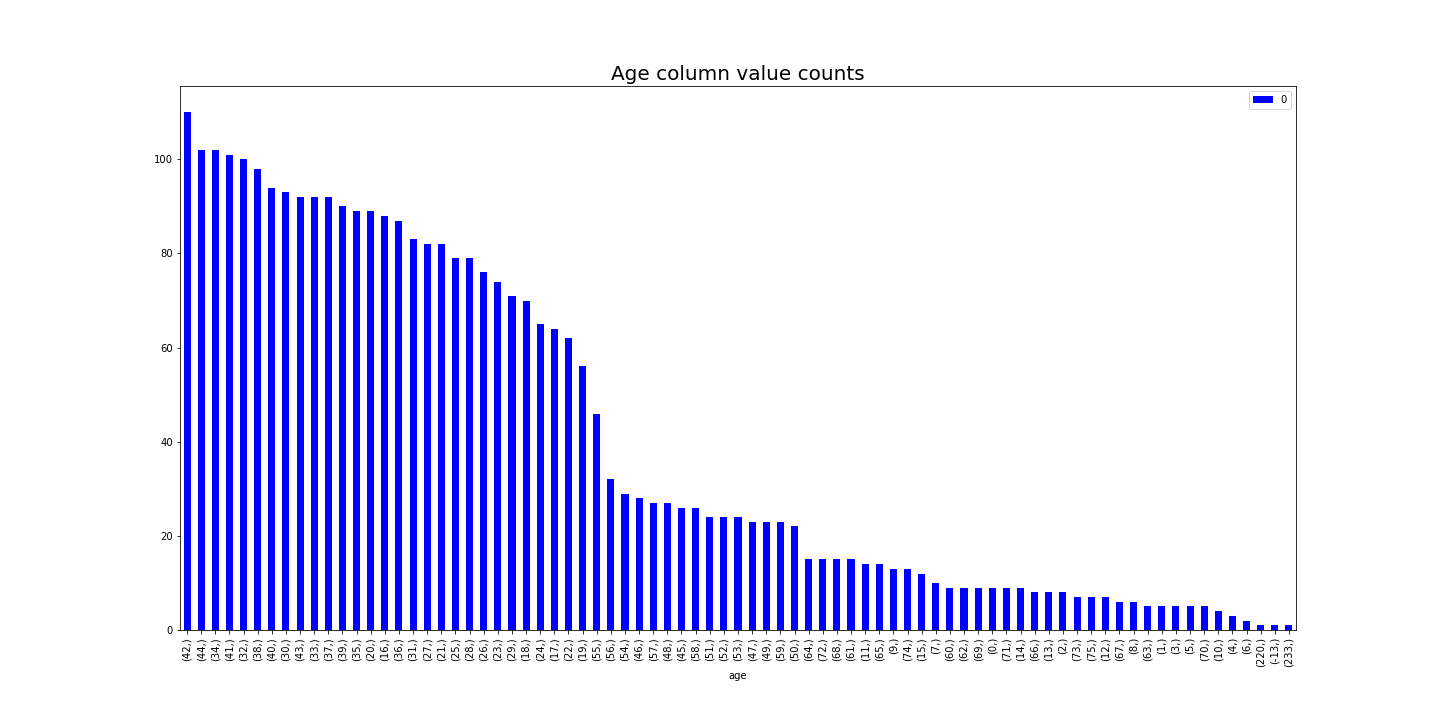 Age column value counts
0
100
80
60
40
20
0
(42,) (44,) (34,) (41,) (32,) (38,) (40,) (30,) (43,) (33,) (37,) (39,) (35,) (20,) (16,) (36,) (31,) (27,) (21,) (25,) (28,) (26,) (23,) (29,) (18,) (24,) (17,) (22,) (19,) (55,) (56,) (54,) (46,) (57,) (48,) (45,) (58,) (51,) (52,) (53,) (47,) (49,) (59,) (50,) (64,) (72,) (68,) (61,) (11,) (65,) (9,) (74,) (15,) (7,) (60,) (62,) (69,) (0,) (71,) (14,) (66,) (13,) (2,) (73,) (75,) (12,) (67,) (8,) (63,) (1,) (3,) (5,) (70,) (10,) (4,) (6,) (220,) (-13,) (233,)
age